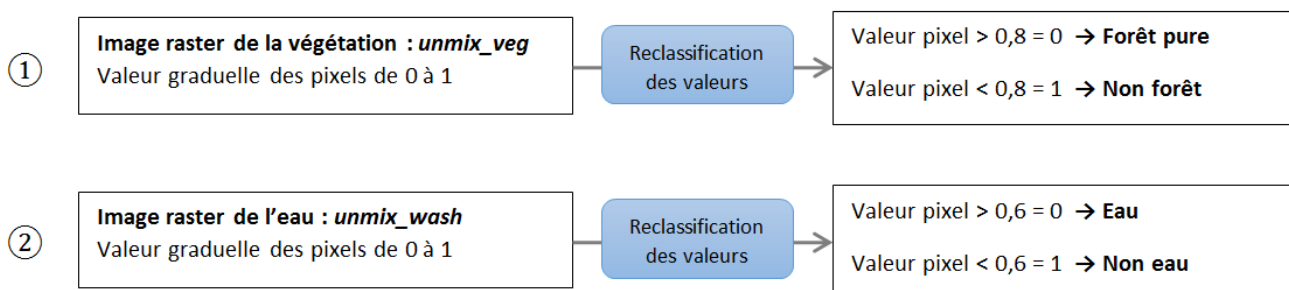 ①
Image raster de la végétation : unmix_veg
Valeur graduelle des pixels de 0 à 1
Reclassification
des valeurs
Valeur pixel > 0,8 = 0 → Forêt pure
Valeur pixel < 0,8 = 1 → Non forêt
②
Image raster de l’eau : unmix_wash
Valeur graduelle des pixels de 0 à 1
Reclassification
des valeurs
Valeur pixel > 0,6 = 0 → Eau
Valeur pixel < 0,6 = 1 → Non eau